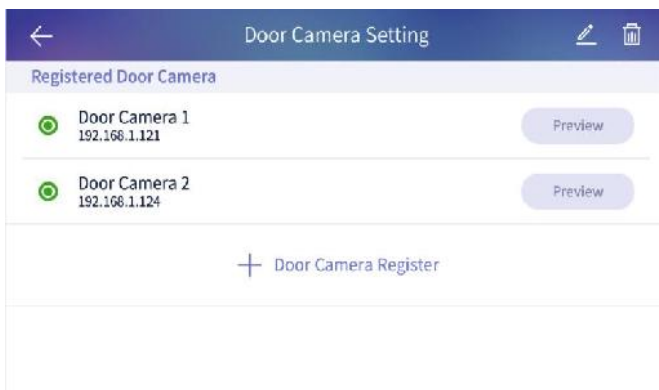 Door Camera Setting
Registered Door Camera
Door Camera 1
192.168.1.121
Preview
Door Camera 2
192.168.1.124
Preview
Door Camera Register